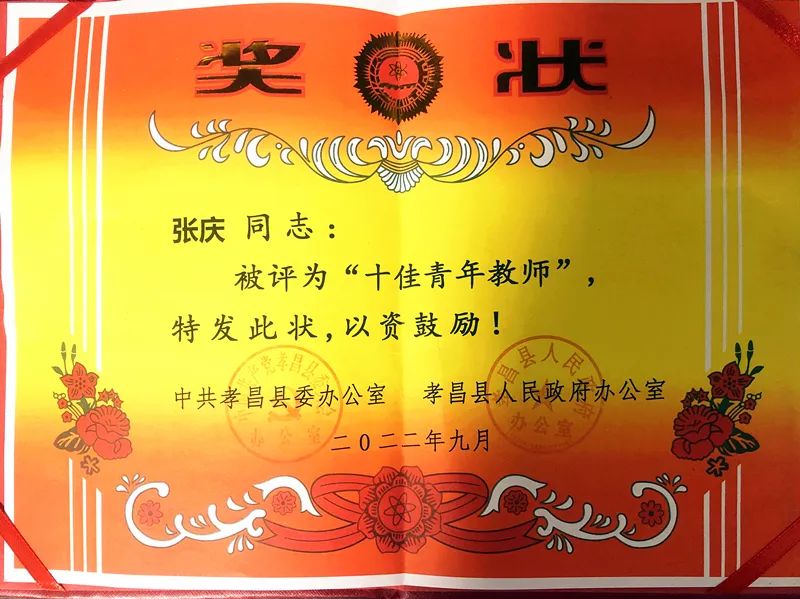 奖状
张庆 同志：
被评为“十佳青年教师”，
特发此状，以资鼓励！
中共孝昌县委办公室 孝昌县人民政府办公室
二〇二二年九月